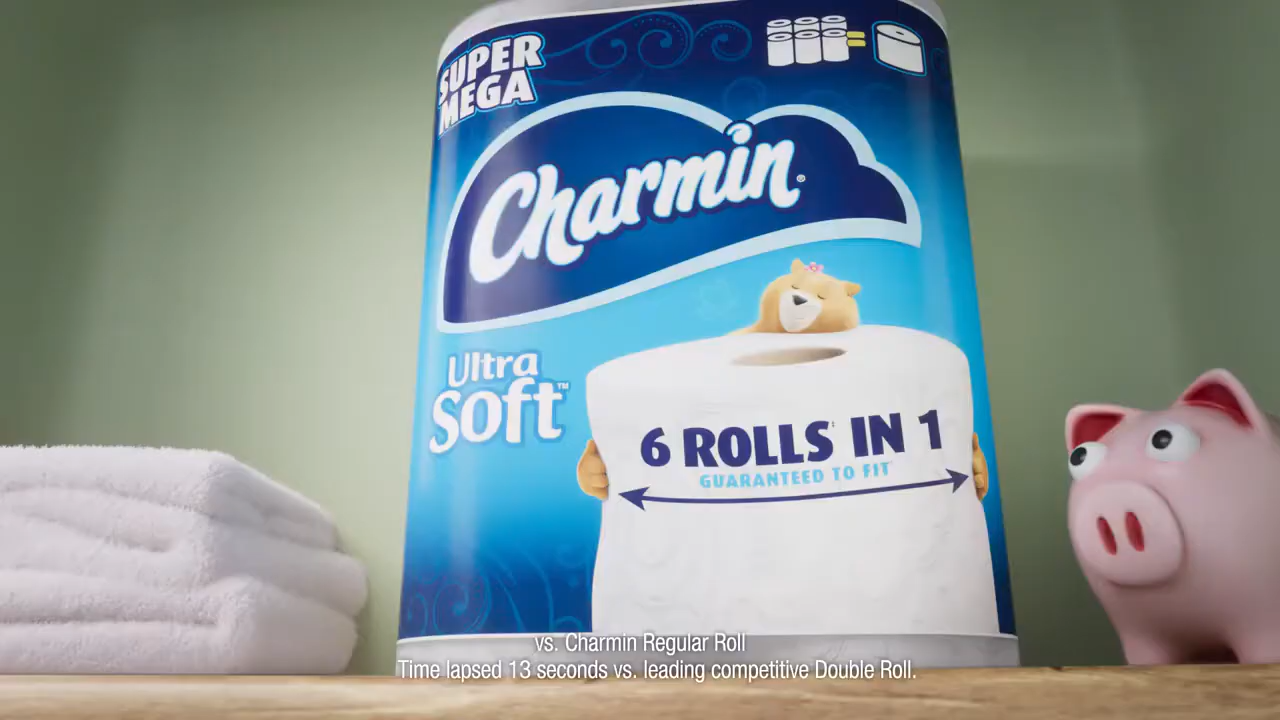 SUPER
MEGA
Charmin®
Ultra
Soft™
6 ROLLS‡ IN 1
GUARANTEED TO FIT
vs. Charmin Regular Roll
Time lapsed 13 seconds vs. leading competitive Double Roll.